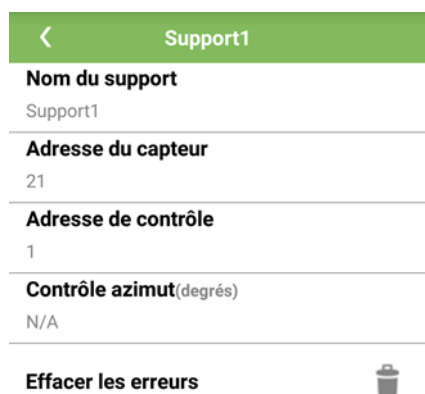 Support1
Nom du support
Support1
Adresse du capteur
21
Adresse de contrôle
1
Contrôle azimut(degrés)
N/A
Effacer les erreurs